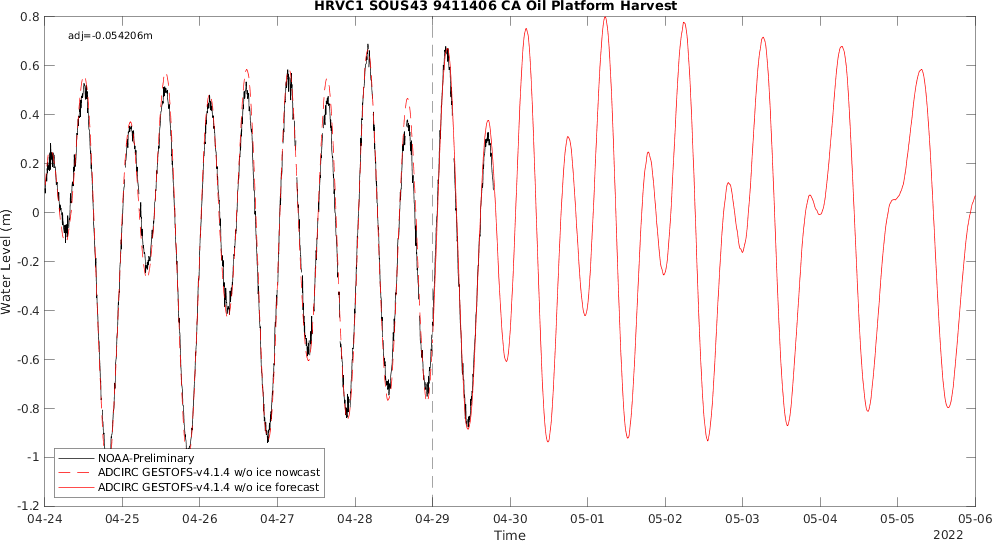 HRVC1 SOUS43 9411406 CA Oil Platform Harvest
adj=-0.054206m
Water Level (m)
0.8
0.6
0.4
0.2
0
-0.2
-0.4
-0.6
-0.8
-1
-1.2
NOAA-Preliminary
ADCIRC GESTOFS-v4.1.4 w/o ice nowcast
ADCIRC GESTOFS-v4.1.4 w/o ice forecast
04-24 04-25 04-26 04-27 04-28 04-29 04-30 05-01 05-02 05-03 05-04 05-05 05-06
Time
2022